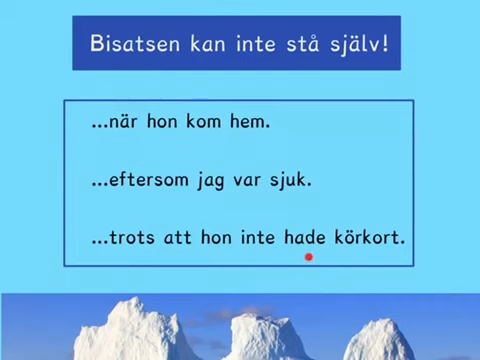 Bisatsen kan inte stå själv!
...när hon kom hem.
...eftersom jag var sjuk.
...trots att hon inte hade körkort.